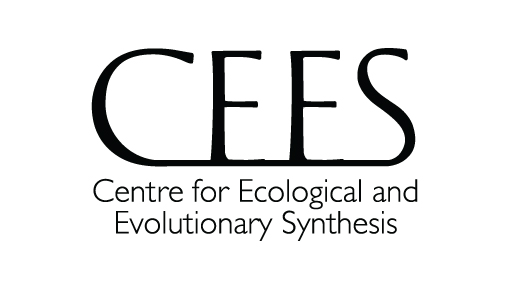 CEES
Centre for Ecological and
Evolutionary Synthesis